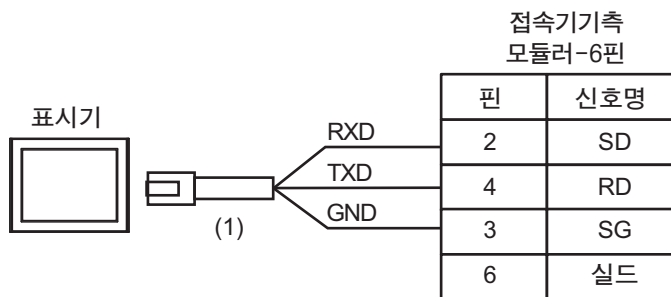 접속기기측
모듈러-6핀
표시기
(1)
RXD
TXD
GND
핀 신호명
2 SD
4 RD
3 SG
6 실드